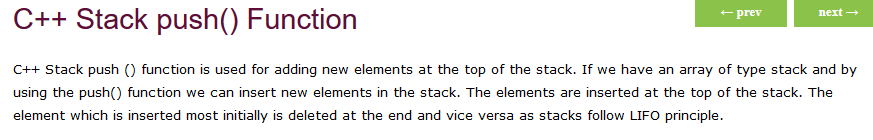 C++ Stack push() Function
← prev
next →
C++ Stack push () function is used for adding new elements at the top of the stack. If we have an array of type stack and by
using the push() function we can insert new elements in the stack. The elements are inserted at the top of the stack. The
element which is inserted most initially is deleted at the end and vice versa as stacks follow LIFO principle.